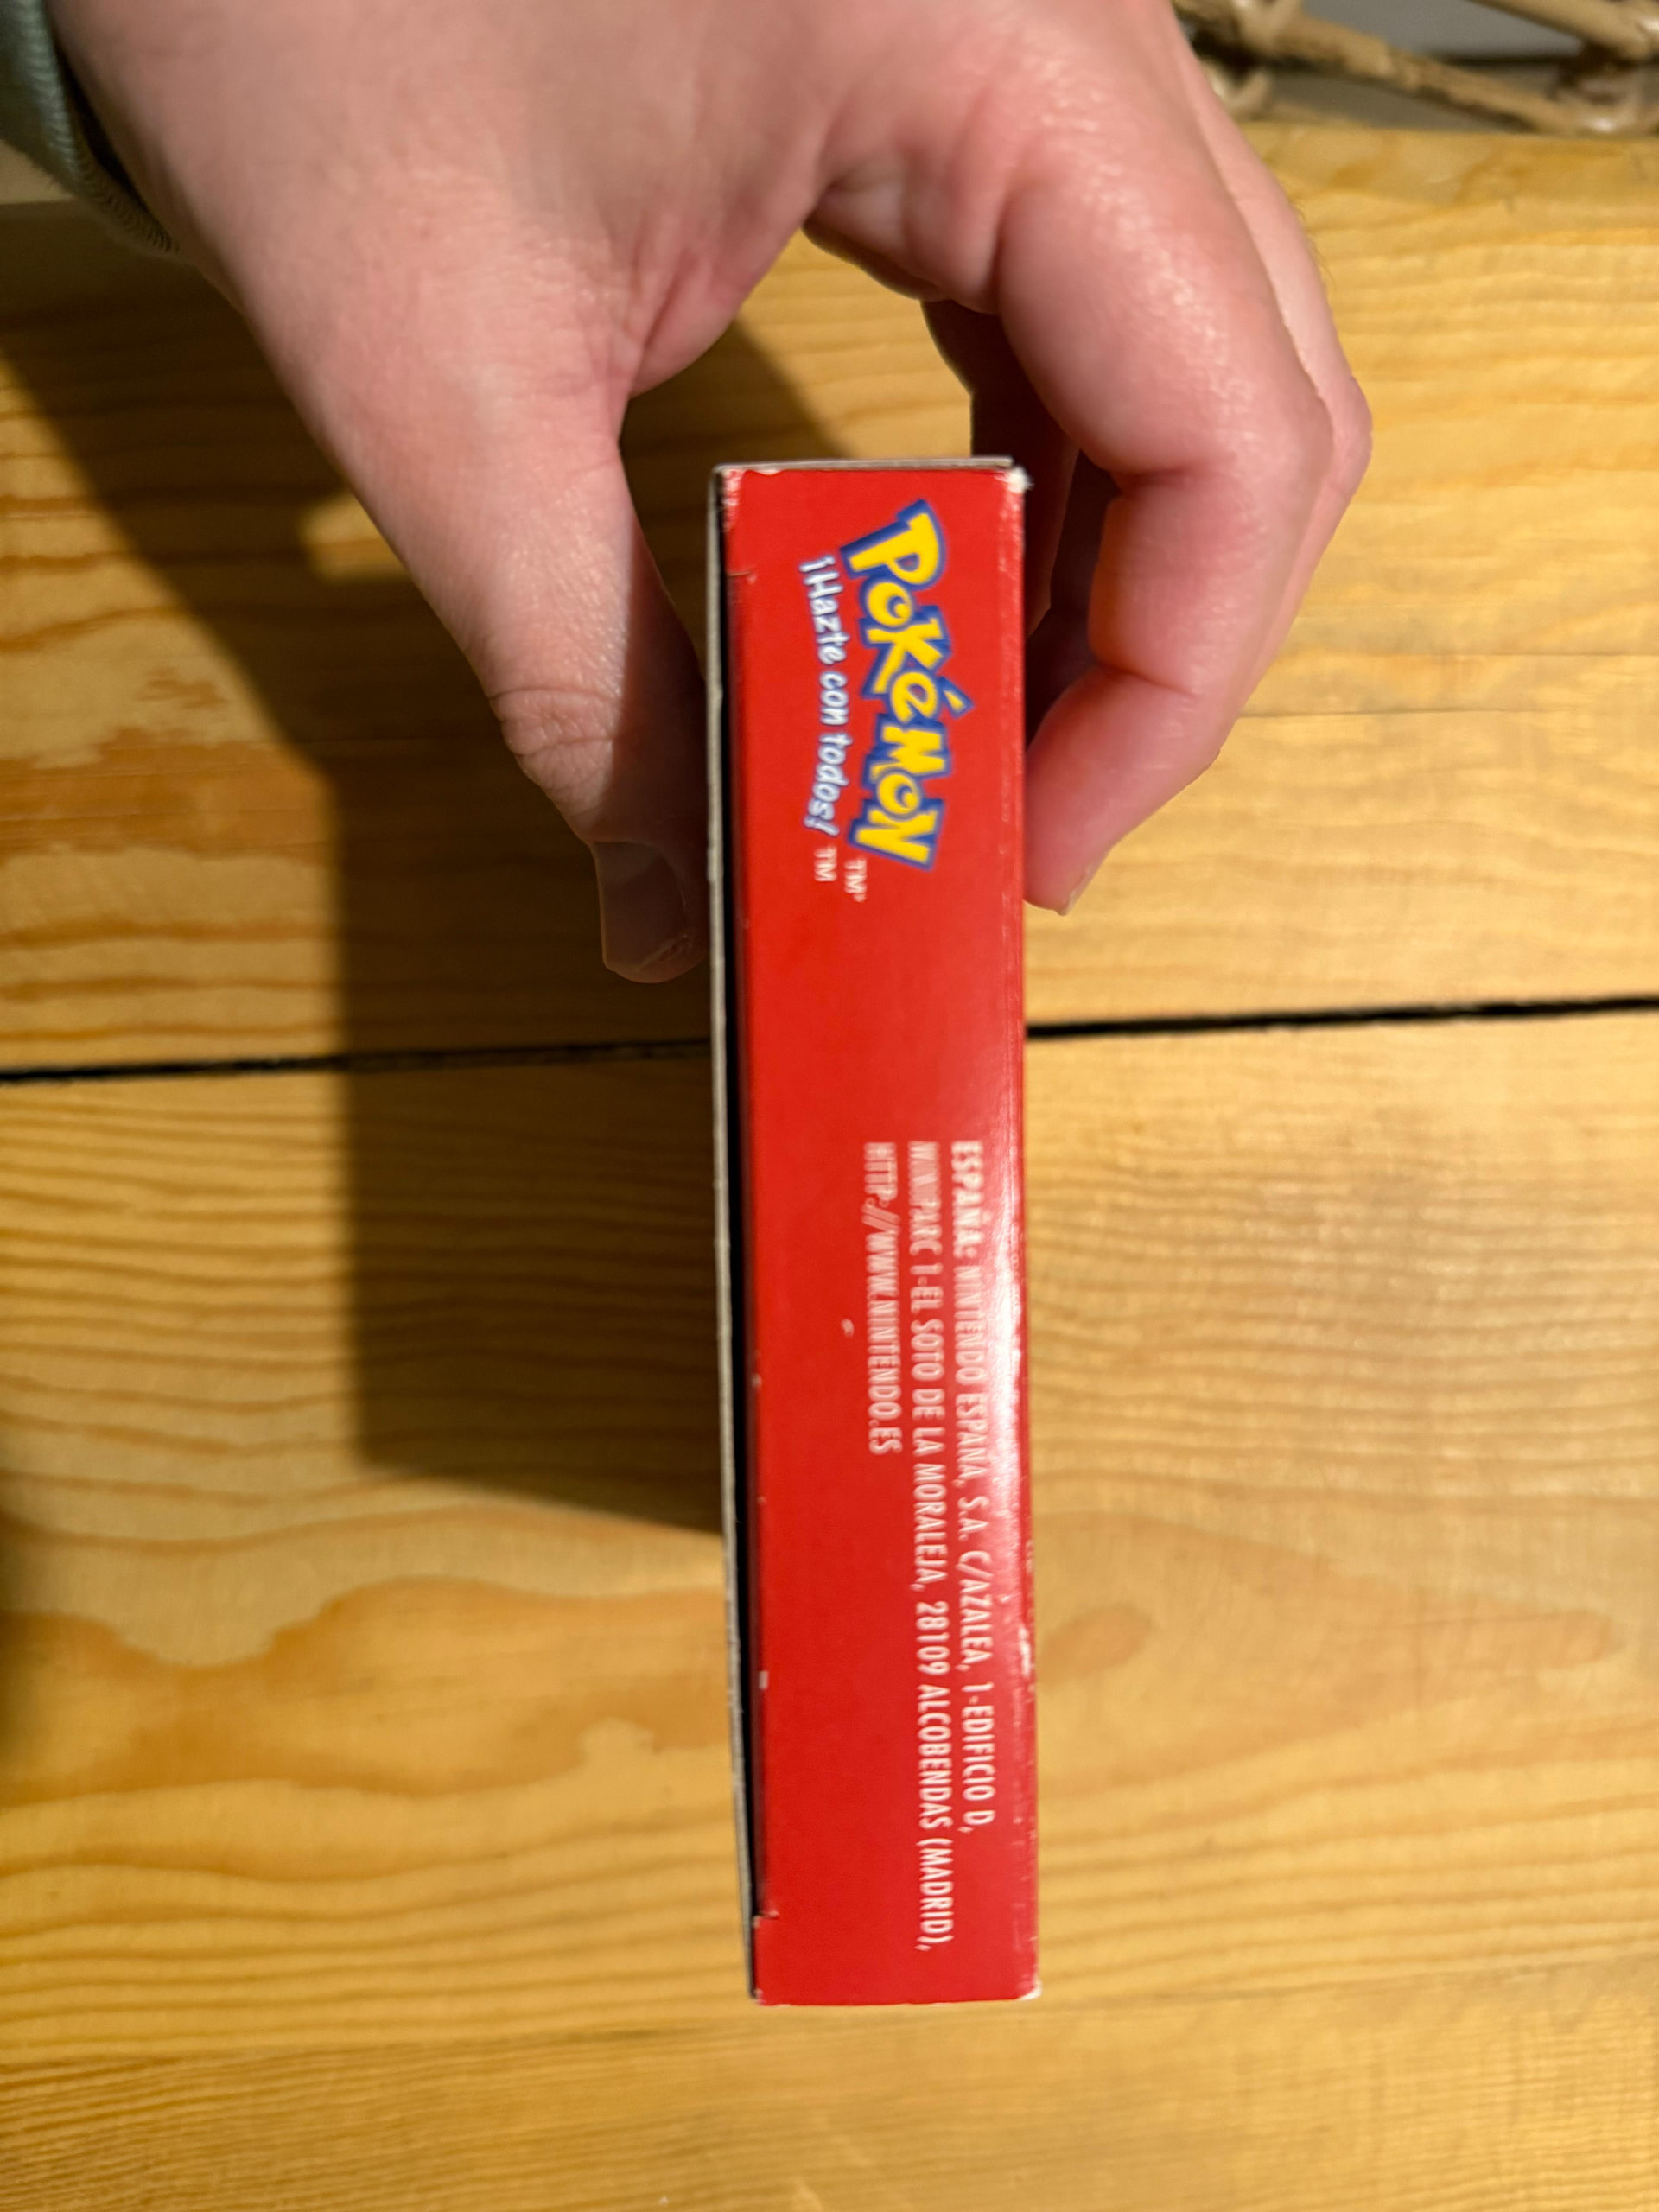 Pokémon
™
¡Hazte con todos! ™
ESPAÑA: NINTENDO ESPAÑA, S.A. C/AZALEA, 1-EDIFICIO D,
MINIPARC 1-EL SOTO DE LA MORALEJA, 28109 ALCOBENDAS (MADRID),
HTTP://WWW.NINTENDO.ES